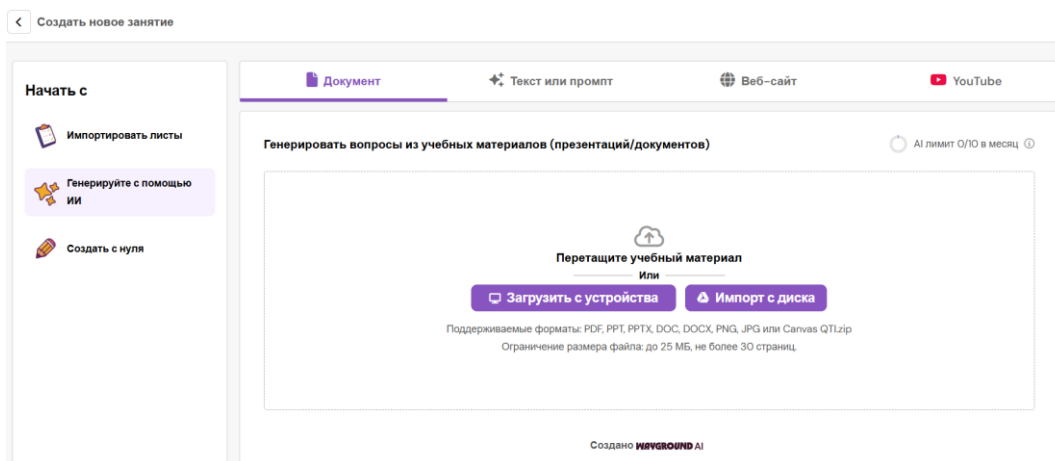 Создать новое занятие
Начать с
Импортировать листы
Генерируйте с помощью
ИИ
Создать с нуля
Документ
Текст или промпт
Веб-сайт
YouTube
Генерировать вопросы из учебных материалов (презентаций/документов)
AI лимит 0/10 в месяц
Перетащите учебный материал
Или
Загрузить с устройства
Импорт с диска
Поддерживаемые форматы: PDF, PPT, PPTX, DOC, DOCX, PNG, JPG или Canvas QTI.zip
Ограничение размера файла: до 25 МБ, не более 30 страниц.
Создано WAYGROUND AI